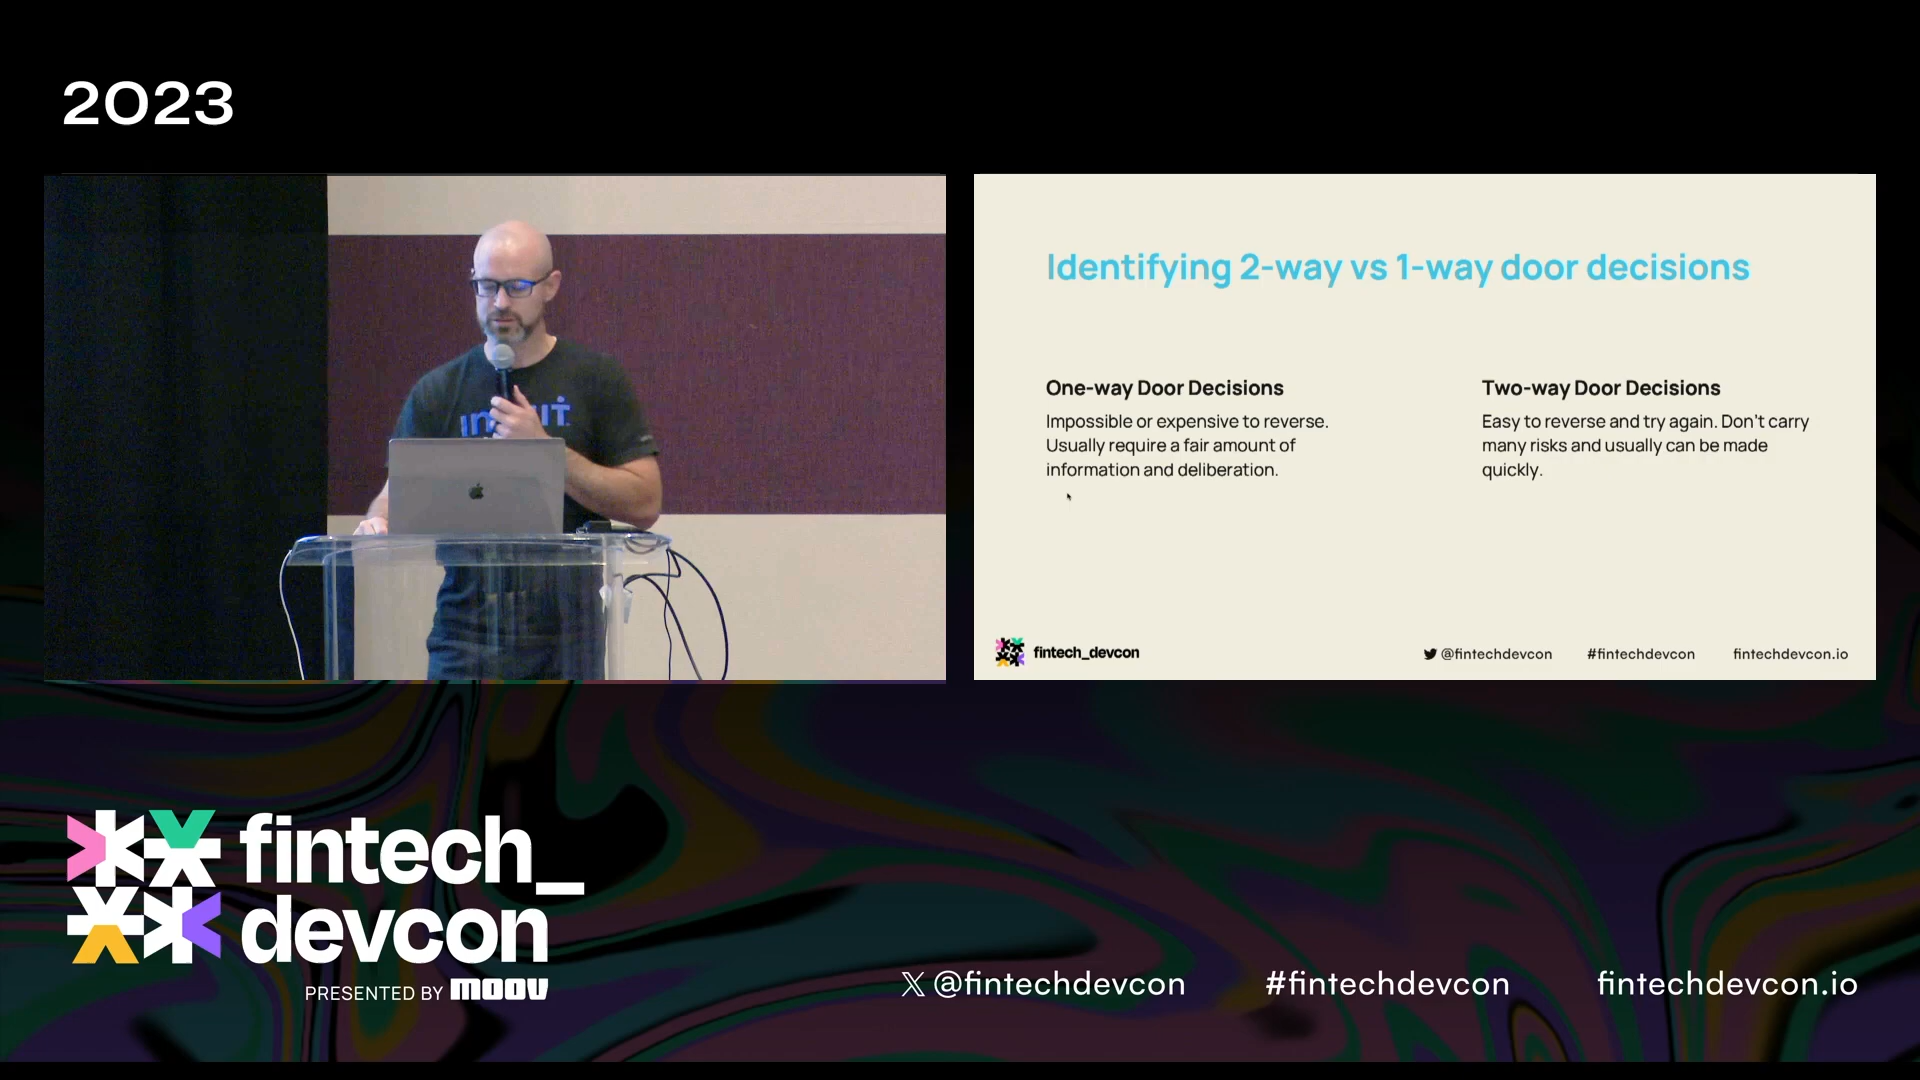 2023
INTUIT
Identifying 2-way vs 1-way door decisions
One-way Door Decisions
Impossible or expensive to reverse.
Usually require a fair amount of
information and deliberation.
Two-way Door Decisions
Easy to reverse and try again. Don't carry
many risks and usually can be made
quickly.
fintech_devcon
@fintechdevcon
#fintechdevcon
fintechdevcon.io
fintech_
devcon
PRESENTED BY moov
@fintechdevcon
#fintechdevcon
fintechdevcon.io